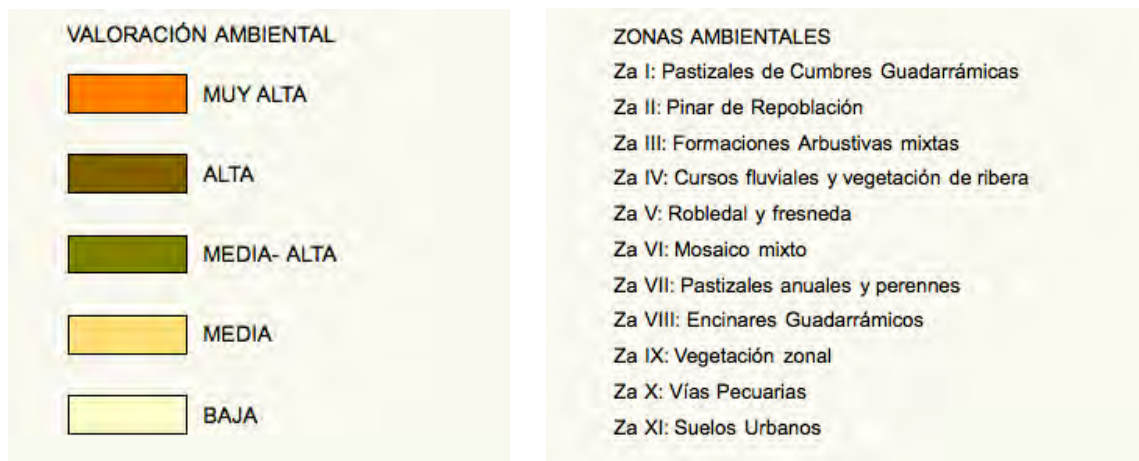 VALORACIÓN AMBIENTAL
MUY ALTA
ALTA
MEDIA- ALTA
MEDIA
BAJA
ZONAS AMBIENTALES
Za I: Pastizales de Cumbres Guadarrámicas
Za II: Pinar de Repoblación
Za III: Formaciones Arbustivas mixtas
Za IV: Cursos fluviales y vegetación de ribera
Za V: Robledal y fresneda
Za VI: Mosaico mixto
Za VII: Pastizales anuales y perennes
Za VIII: Encinares Guadarrámicos
Za IX: Vegetación zonal
Za X: Vías Pecuarias
Za XI: Suelos Urbanos